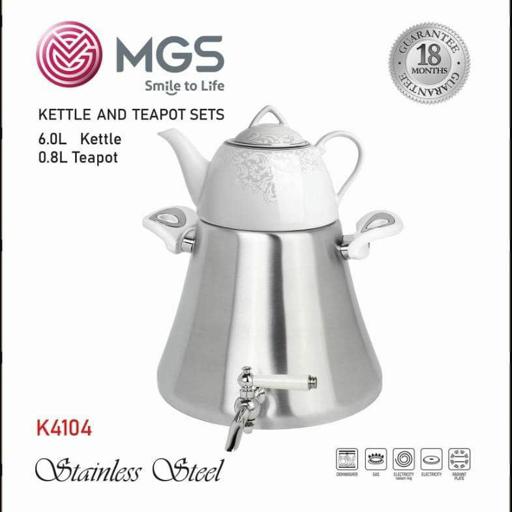 MGS
Smile to Life
GUARANTEE
18
MONTHS
GUARANTEE
KETTLE AND TEAPOT SETS
6.0L Kettle
0.8L Teapot
K4104
Stainless Steel
DISHWASHER GAS ELECTRICITY ELECTRICITY RADIANT
PLATE